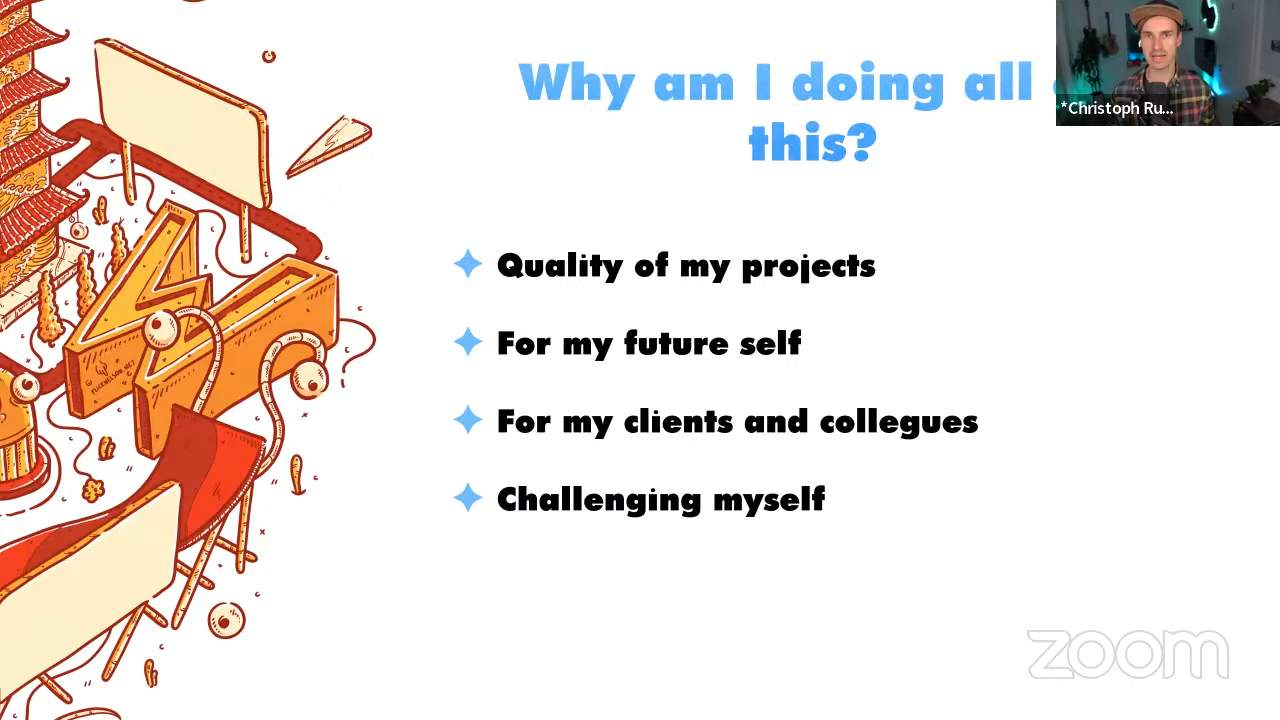 Why am I doing all
this?
*Christoph Ru...
Quality of my projects
For my future self
For my clients and collegues
Challenging myself
zoom